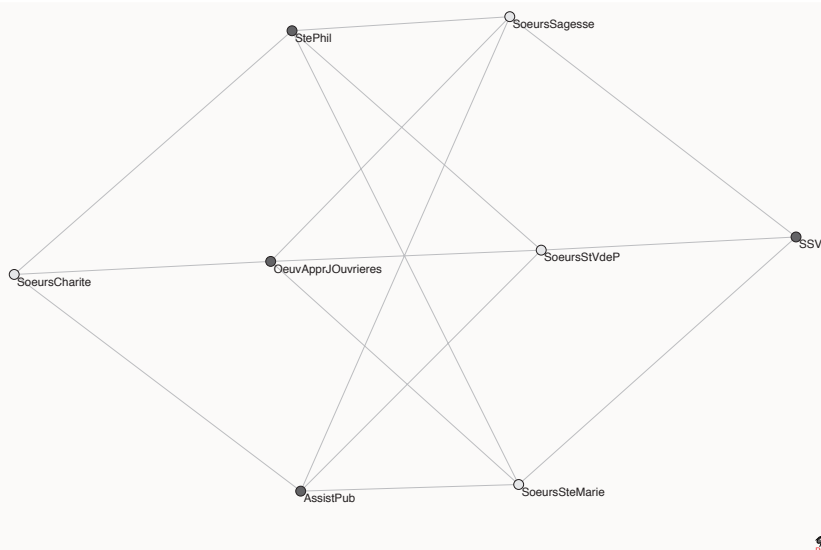 SoeursSagesse
StePhil
SSV
SoeursStVdeP
OeuvApprJOuvrieres
SoeursCharite
SoeursSteMarie
AssistPub